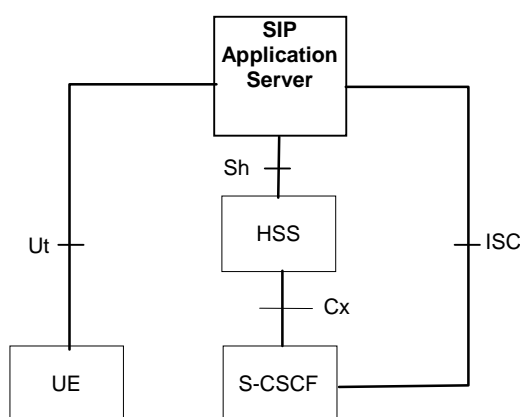 SIP
Application
Server
Sh
HSS
Ut
ISC
Cx
UE
S-CSCF